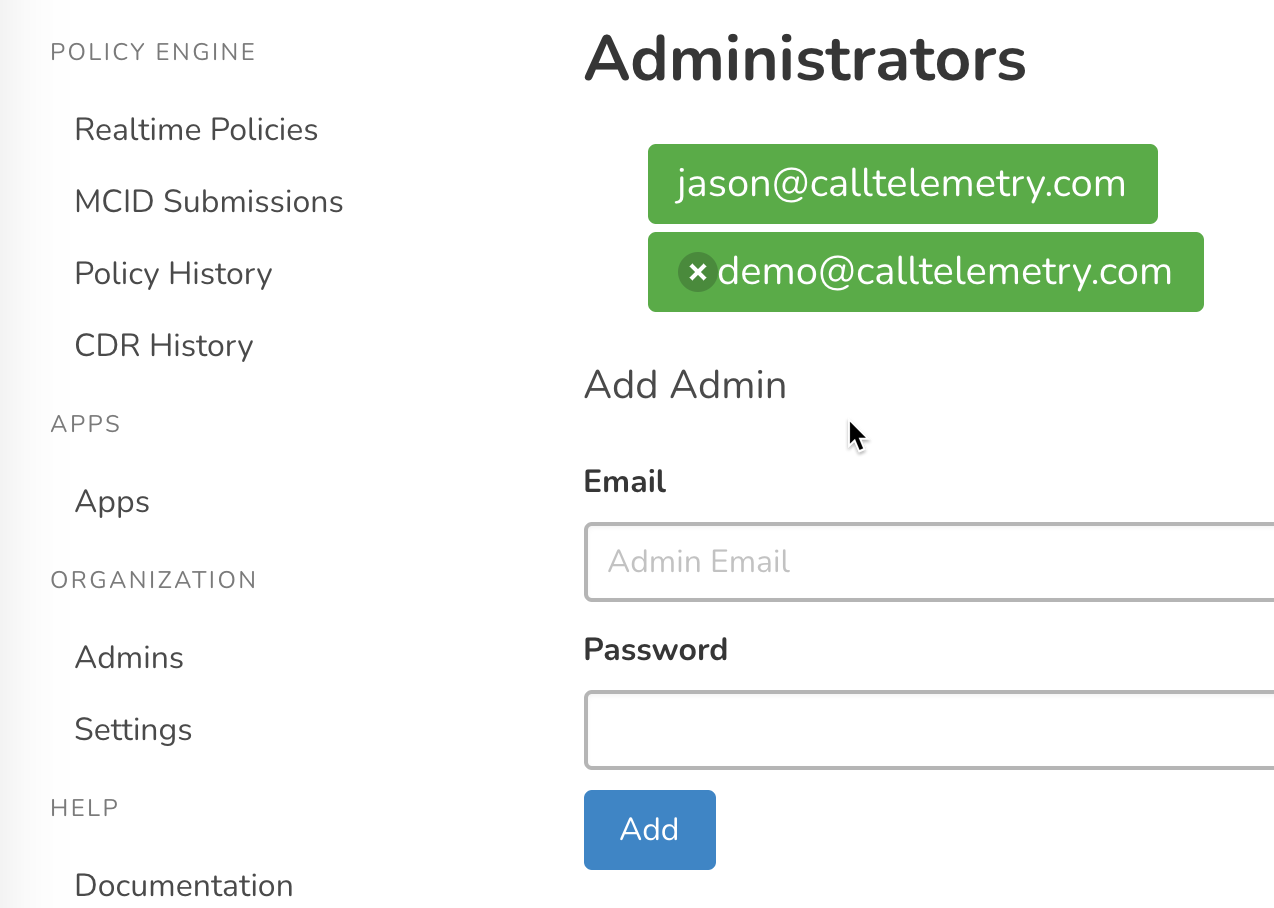 POLICY ENGINE
Realtime Policies
MCID Submissions
Policy History
CDR History
APPS
Apps
ORGANIZATION
Admins
Settings
HELP
Documentation
Administrators
jason@calltelemetry.com
demo@calltelemetry.com
Add Admin
Email
Admin Email
Password
Add